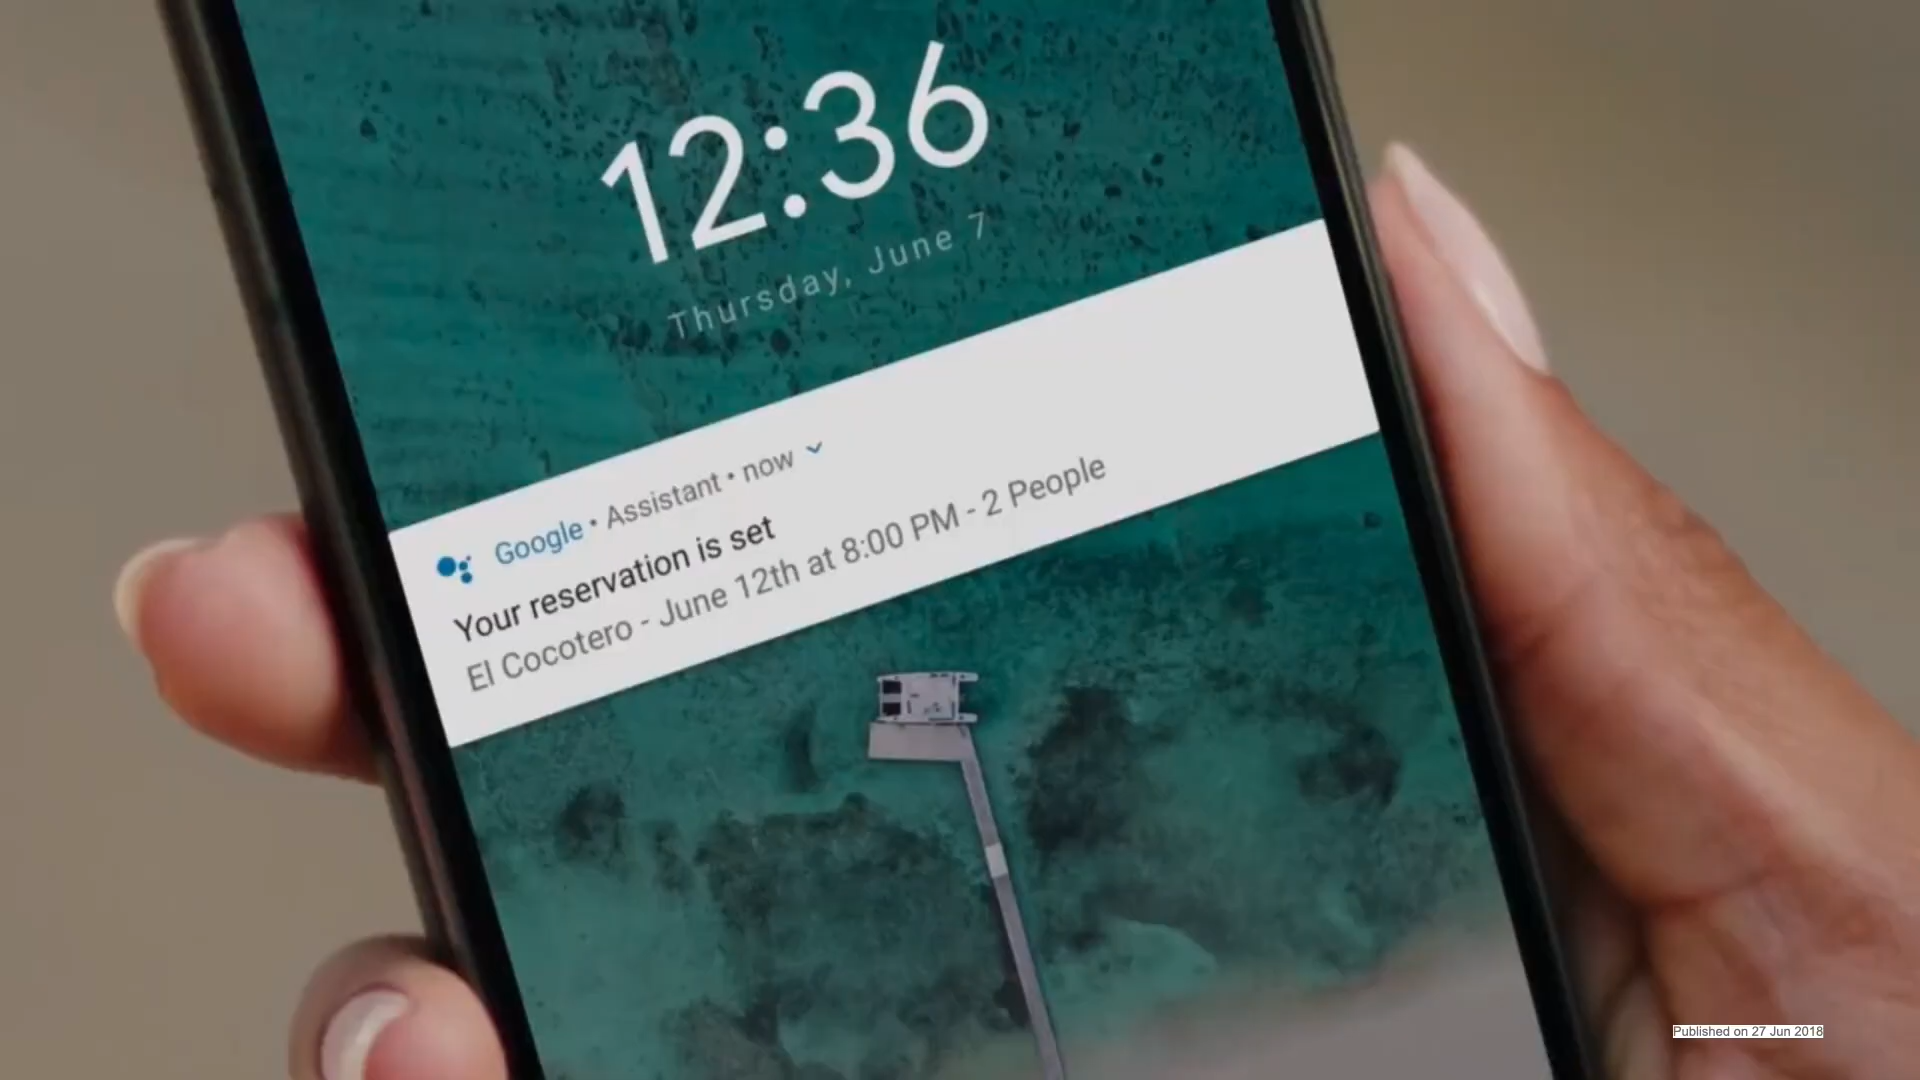 12:36
Thursday, June 7
Google • Assistant • now
Your reservation is set
El Cocotero - June 12th at 8:00 PM - 2 People
Published on 27 Jun 2018